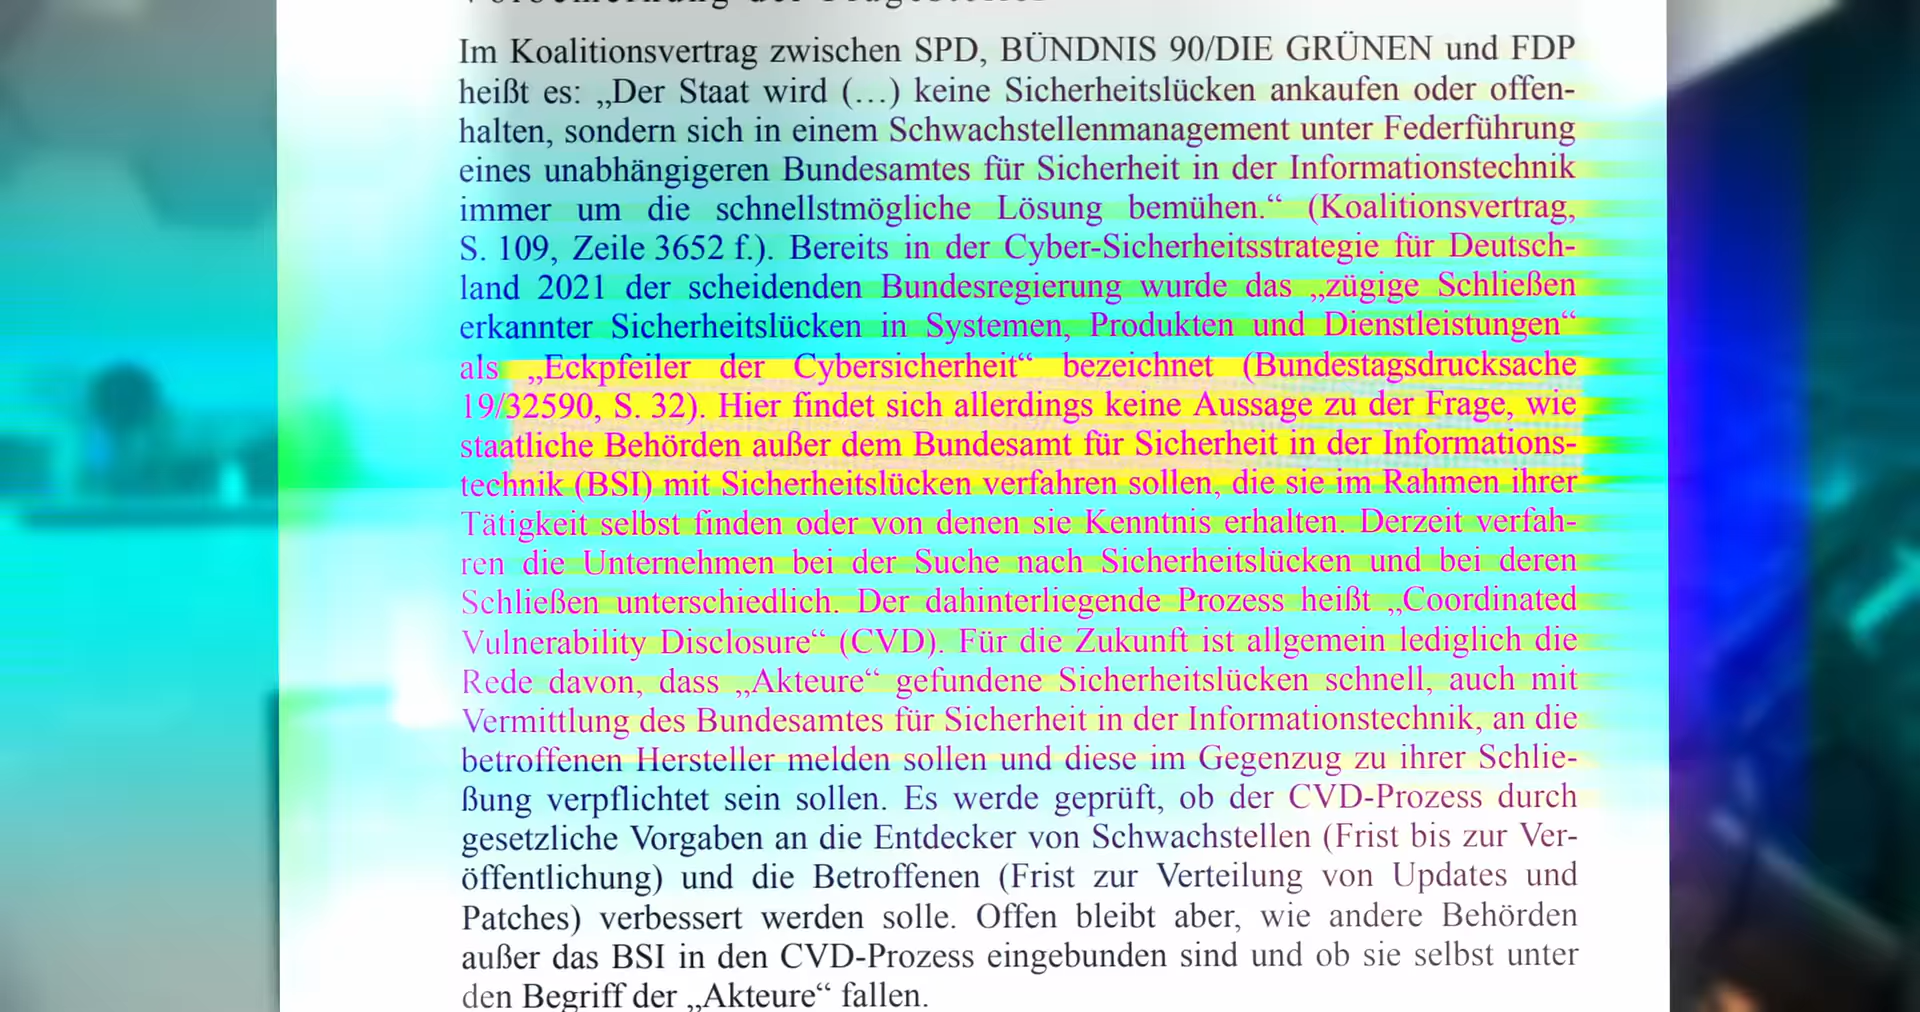 Im Koalitionsvertrag zwischen SPD, BÜNDNIS 90/DIE GRÜNEN und FDP
heißt es: „Der Staat wird (…) keine Sicherheitslücken ankaufen oder offen-
halten, sondern sich in einem Schwachstellenmanagement unter Federführung
eines unabhängigeren Bundesamtes für Sicherheit in der Informationstechnik
immer um die schnellstmögliche Lösung bemühen.“ (Koalitionsvertrag,
S. 109, Zeile 3652 f.). Bereits in der Cyber-Sicherheitsstrategie für Deutsch-
land 2021 der scheidenden Bundesregierung wurde das „zügige Schließen
erkannter Sicherheitslücken in Systemen, Produkten und Dienstleistungen“
als „Eckpfeiler der Cybersicherheit“ bezeichnet (Bundestagsdrucksache
19/32590, S. 32). Hier findet sich allerdings keine Aussage zu der Frage, wie
staatliche Behörden außer dem Bundesamt für Sicherheit in der Informations-
technik (BSI) mit Sicherheitslücken verfahren sollen, die sie im Rahmen ihrer
Tätigkeit selbst finden oder von denen sie Kenntnis erhalten. Derzeit verfah-
ren die Unternehmen bei der Suche nach Sicherheitslücken und bei deren
Schließen unterschiedlich. Der dahinterliegende Prozess heißt „Coordinated
Vulnerability Disclosure“ (CVD). Für die Zukunft ist allgemein lediglich die
Rede davon, dass „Akteure“ gefundene Sicherheitslücken schnell, auch mit
Vermittlung des Bundesamtes für Sicherheit in der Informationstechnik, an die
betroffenen Hersteller melden sollen und diese im Gegenzug zu ihrer Schlie-
ßung verpflichtet sein sollen. Es werde geprüft, ob der CVD-Prozess durch
gesetzliche Vorgaben an die Entdecker von Schwachstellen (Frist bis zur Ver-
öffentlichung) und die Betroffenen (Frist zur Verteilung von Updates und
Patches) verbessert werden solle. Offen bleibt aber, wie andere Behörden
außer das BSI in den CVD-Prozess eingebunden sind und ob sie selbst unter
den Begriff der „Akteure“ fallen.